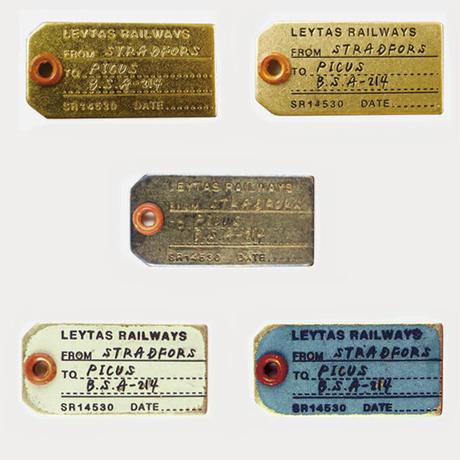 LEYTAS RAILWAYS
FROM STRADFORS
TO PICUS
B.S.A-214
SR14530 DATE......
LEYTAS RAILWAYS
FROM STRADFORS
TO PICUS
B.S.A-214
SR14530 DATE......
LEYTAS RAILWAYS
STRADFORS
PICUS
B.S.A-214
SR14530 DATE......
LEYTAS RAILWAYS
FROM STRADFORS
TO PICUS
B.S.A-214
SR14530 DATE......
LEYTAS RAILWAYS
FROM STRADFORS
TO PICUS
B.S.A-214
SR14530 DATE......